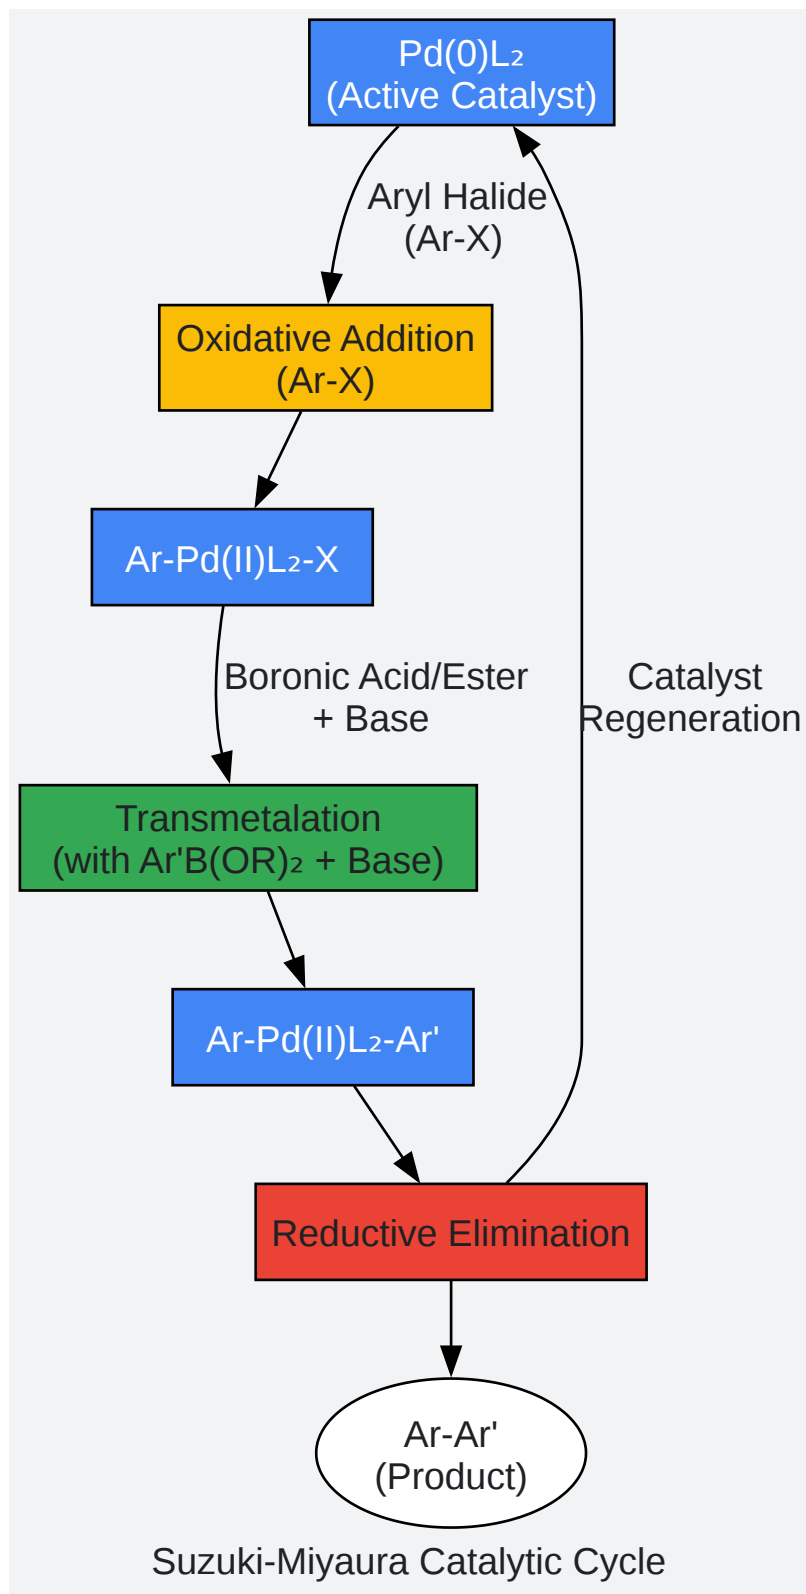 Pd(0)L₂
(Active Catalyst)
Aryl Halide
(Ar-X)
Oxidative Addition
(Ar-X)
Ar-Pd(II)L₂-X
Boronic Acid/Ester
+ Base
Catalyst
Regeneration
Transmetalation
(with Ar'B(OR)₂ + Base)
Ar-Pd(II)L₂-Ar'
Reductive Elimination
Ar-Ar'
(Product)
Suzuki-Miyaura Catalytic Cycle